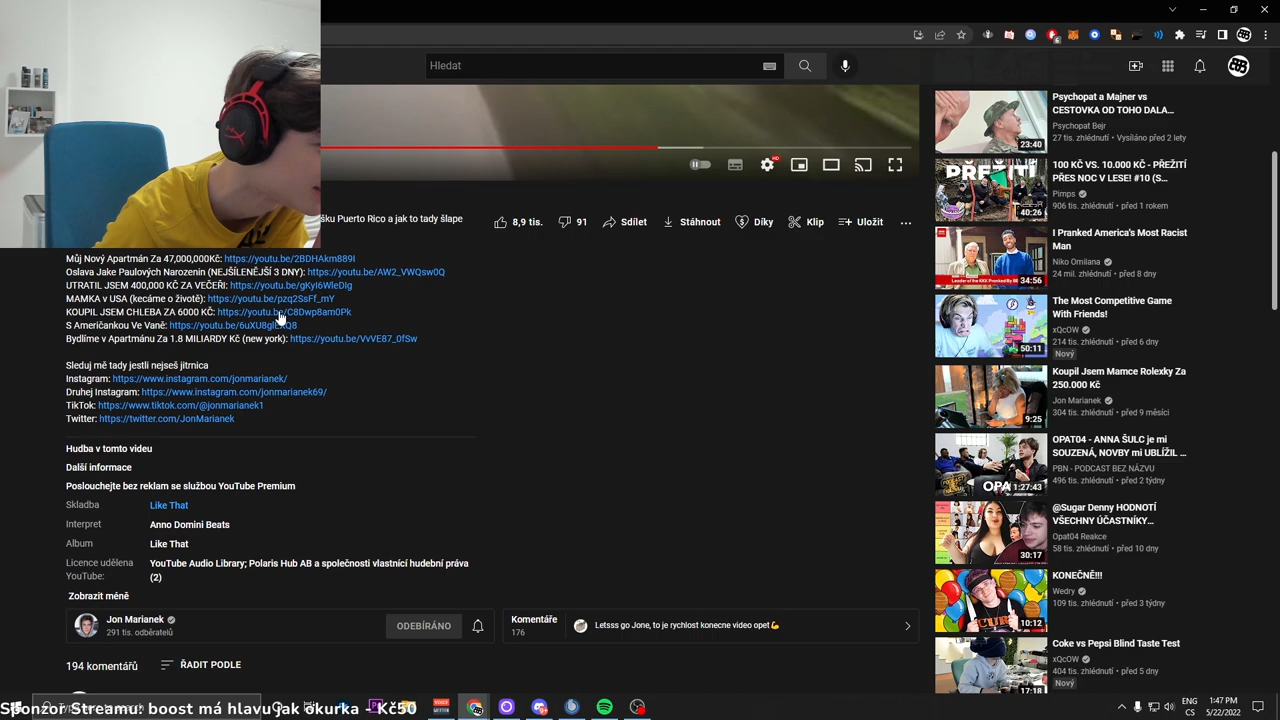 Hledat
šku Puerto Rico a jak to tady šlape
8,9 tis.
91
Sdílet
Stáhnout
Díky
Klip
Uložit
Můj Nový Apartmán Za 47,000,000Kč: https://youtu.be/2BDHAkm889I
Oslava Jake Paulových Narozenin (NEJŠÍLENĚJŠÍ 3 DNY): https://youtu.be/AW2_VWQsw0Q
UTRATIL JSEM 400,000 KČ ZA VEČEŘI: https://youtu.be/gKyI6WleDig
MAMKA v USA (kecáme o životě): https://youtu.be/pzq2SsFf_mY
KOUPIL JSEM CHLEBA ZA 6000 KČ: https://youtu.be/C8Dwp8am0Pk
S Američankou Ve Vaně:
Bydlíme v Apartmánu Za 1.8 MILIARDY Kč (new york): https://youtu.be/VvVE87_0fSw
Sleduj mě tady jestli nejseš jitrnica
Instagram: https://www.instagram.com/jonmarianek/
Druhej Instagram: https://www.instagram.com/jonmarianek69/
TikTok: https://www.tiktok.com/@jonmarianek1
Twitter: https://twitter.com/JonMarianek
Hudba v tomto videu
Další informace
Poslouchejte bez reklam se službou YouTube Premium
Skladba Like That
Interpret Anno Domini Beats
Album Like That
Licence udělena YouTube Audio Library; Polaris Hub AB a společnosti vlastnící hudební práva
YouTube: (2)
Zobrazit méně
Jon Marianek
291 tis. odběratelů
ODEBÍRÁNO
Komentáře
176
Letsss go Jone, to je rychlost konecne video opet💪
194 komentářů
ŘADIT PODLE
Psychopat a Majner vs
CESTOVKA OD TOHO DALA...
Psychopat Bejr
27 tis. zhlédnutí • Vysíláno před 2 lety
23:40
100 KČ VS. 10.000 KČ - PŘEŽITÍ
PŘES NOC V LESE! #10 (S...
Pimps
906 tis. zhlédnutí • před 1 rokem
PŘEŽITÍ
40:26
I Pranked America's Most Racist
Man
Niko Omilana
24 mil. zhlédnutí • před 8 dny
Leader of the KKK Pranked By
34:56
The Most Competitive Game
With Friends!
xQcOW
214 tis. zhlédnutí • před 6 dny
Nový
50:11
Koupil Jsem Mamce Rolexky Za
250.000 Kč
Jon Marianek
304 tis. zhlédnutí • před 9 měsíci
9:25
OPAT04 - ANNA ŠULC je mi
SOUZENÁ, NOVBY mi UBLÍŽIL ...
PBN - PODCAST BEZ NÁZVU
496 tis. zhlédnutí • před 2 týdny
OPA
1:27:43
@Sugar Denny HODNOTÍ
VŠECHNY ÚČASTNÍKY...
Opat04 Reakce
58 tis. zhlédnutí • před 10 dny
30:17
KONEČNĚ!!!
Wedry
109 tis. zhlédnutí • před 3 týdny
10:12
Coke vs Pepsi Blind Taste Test
xQcOW
404 tis. zhlédnutí • před 5 dny
Nový
17:18
Sponzor Streamu: boost má hlavu jak okurka - Kč50
ENG
CS
1:47 PM
5/22/2022